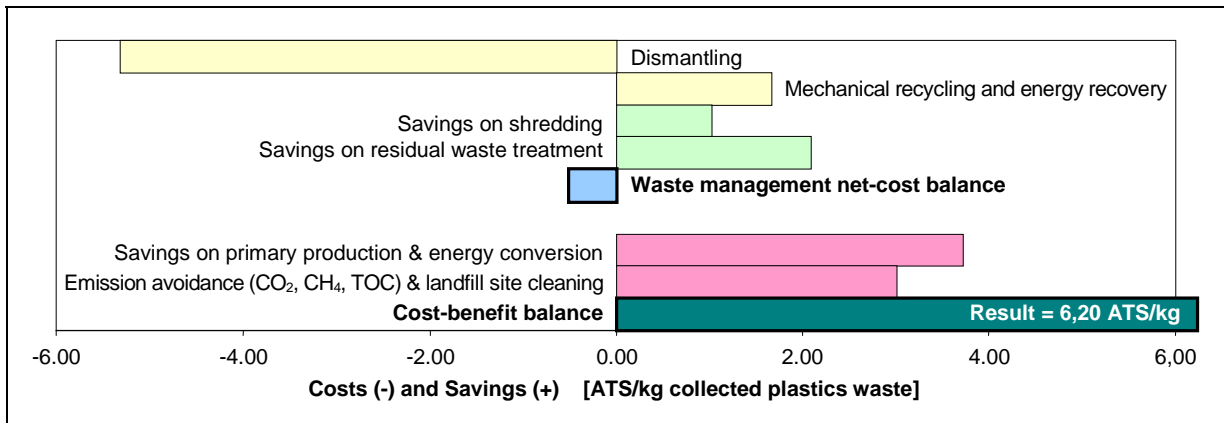 Dismantling
Mechanical recycling and energy recovery
Savings on shredding
Savings on residual waste treatment
Waste management net-cost balance
Savings on primary production & energy conversion
Emission avoidance (CO₂, CH₄, TOC) & landfill site cleaning
Cost-benefit balance Result = 6,20 ATS/kg
-6.00 -4.00 -2.00 0.00 2.00 4.00 6,00
Costs (-) and Savings (+) [ATS/kg collected plastics waste]